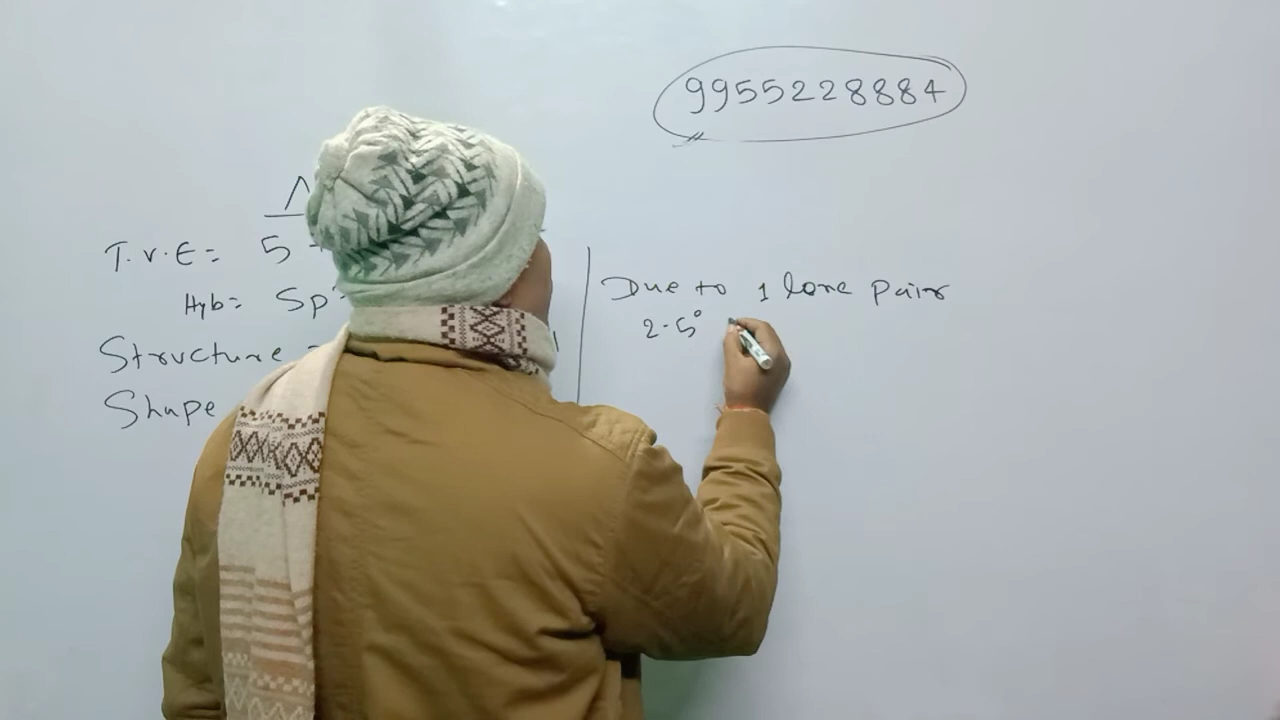 9955228884
T.V.E= 5
Hyb= Sp
Structure =
Shape
Due to 1 lone pair
2.5°